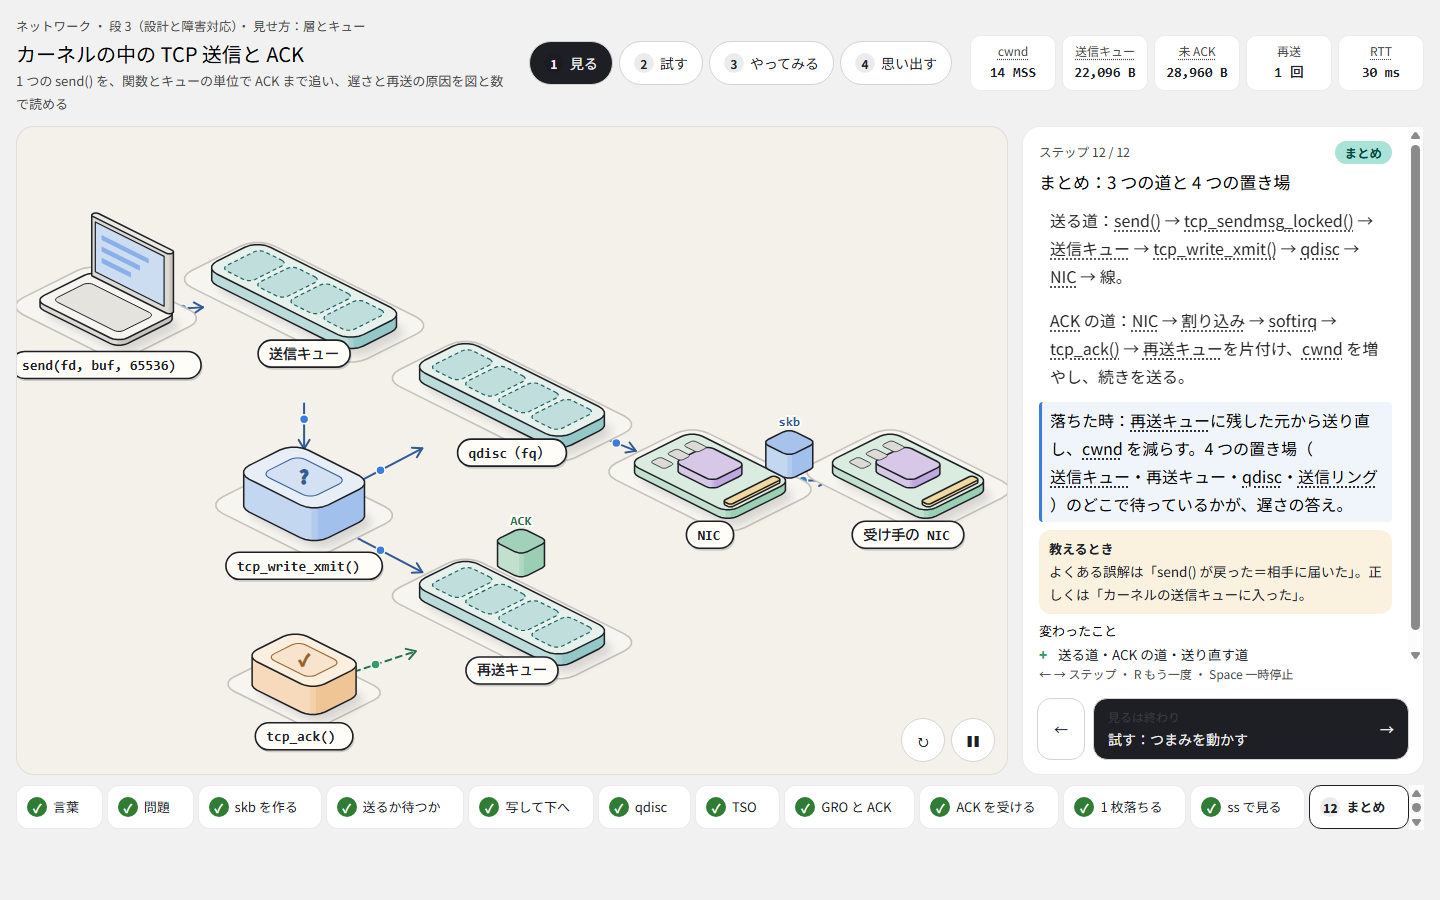 ネットワーク ・ 段 3（設計と障害対応）・ 見せ方：層とキュー
カーネルの中の TCP 送信と ACK
1 つの send() を、関数とキューの単位で ACK まで追い、遅さと再送の原因を図と数
で読める
1 見る
2 試す
3 やってみる
4 思い出す
cwnd
14 MSS
送信キュー
22,096 B
未 ACK
28,960 B
再送
1 回
RTT
30 ms
send(fd, buf, 65536)
送信キュー
qdisc（fq）
?
tcp_write_xmit()
skb
NIC
受け手の NIC
ACK
再送キュー
tcp_ack()
ステップ 12 / 12
まとめ
まとめ：3 つの道と 4 つの置き場
送る道：send() → tcp_sendmsg_locked() →
送信キュー → tcp_write_xmit() → qdisc →
NIC → 線。
ACK の道：NIC → 割り込み → softirq →
tcp_ack() → 再送キューを片付け、cwnd を増
やし、続きを送る。
落ちた時：再送キューに残した元から送り直
し、cwnd を減らす。4 つの置き場（
送信キュー・再送キュー・qdisc・送信リング
）のどこで待っているかが、遅さの答え。
教えるとき
よくある誤解は「send() が戻った＝相手に届いた」。正
しくは「カーネルの送信キューに入った」。
変わったこと
+ 送る道・ACK の道・送り直す道
← → ステップ ・ R もう一度 ・ Space 一時停止
←
見るは終わり
試す：つまみを動かす →
✓ 言葉
✓ 問題
✓ skb を作る
✓ 送るか待つか
✓ 写して下へ
✓ qdisc
✓ TSO
✓ GRO と ACK
✓ ACK を受ける
✓ 1 枚落ちる
✓ ss で見る
12 まとめ